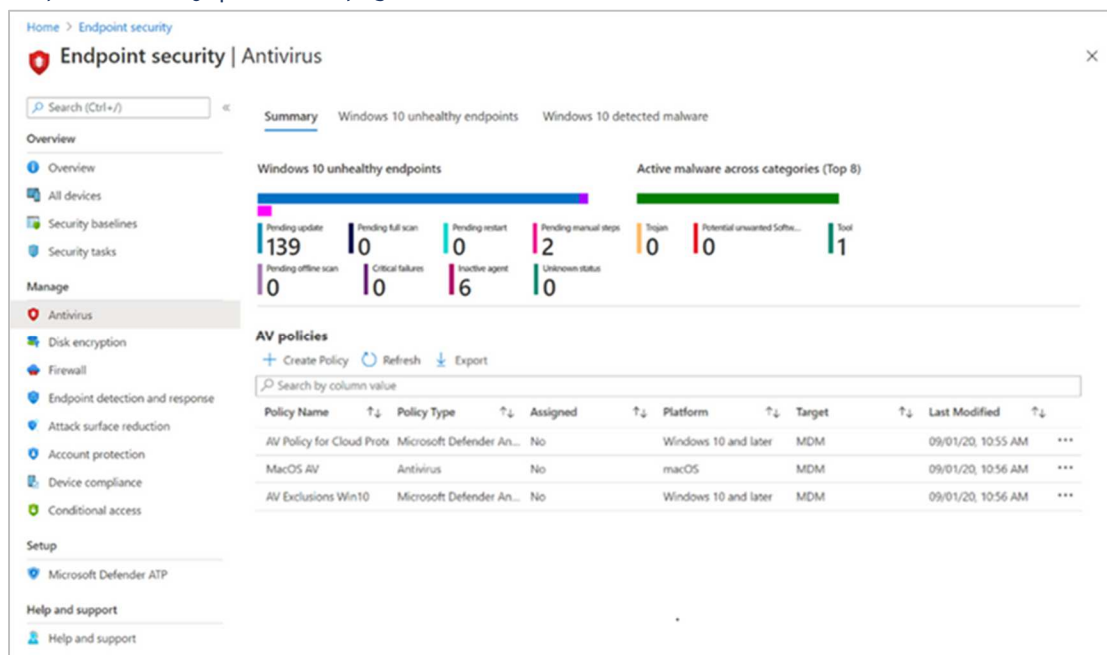 Home > Endpoint security
Endpoint security | Antivirus
Search (Ctrl+/)
Overview
Overview
All devices
Security baselines
Security tasks
Manage
Antivirus
Disk encryption
Firewall
Endpoint detection and response
Attack surface reduction
Account protection
Device compliance
Conditional access
Setup
Microsoft Defender ATP
Help and support
Help and support
Summary Windows 10 unhealthy endpoints Windows 10 detected malware
Windows 10 unhealthy endpoints
Pending update Pending full scan Pending restart Pending manual steps
139 0 0 2
Pending offline scan Critical failures Inactive agent Unknown status
0 0 6 0
Active malware across categories (Top 8)
Trojan Potential unwanted Softw... Tool
0 0 1
AV policies
Create Policy Refresh Export
Search by column value
Policy Name Policy Type Assigned Platform Target Last Modified
AV Policy for Cloud Prote Microsoft Defender An... No Windows 10 and later MDM 09/01/20, 10:55 AM
MacOS AV Antivirus No macOS MDM 09/01/20, 10:56 AM
AV Exclusions Win10 Microsoft Defender An... No Windows 10 and later MDM 09/01/20, 10:56 AM